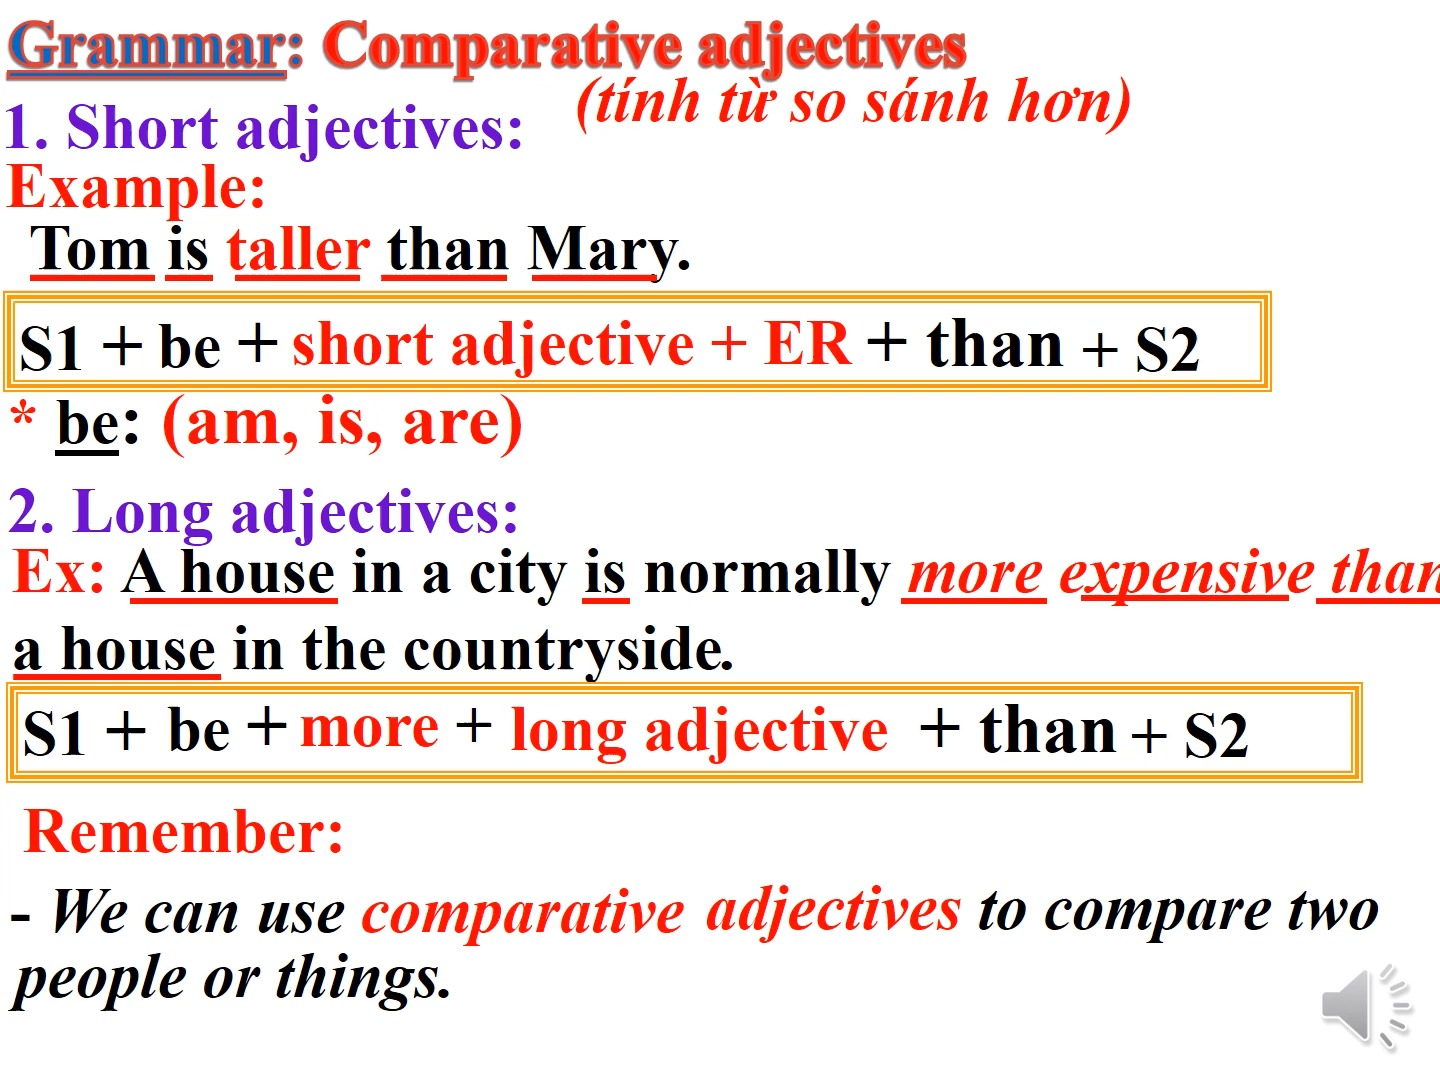 Grammar: Comparative adjectives
(tính từ so sánh hơn)
1. Short adjectives:
Example:
Tom is taller than Mary.
S1 + be + short adjective + ER + than + S2
* be: (am, is, are)
2. Long adjectives:
Ex: A house in a city is normally more expensive than
a house in the countryside.
S1 + be + more + long adjective + than + S2
Remember:
- We can use comparative adjectives to compare two
people or things.